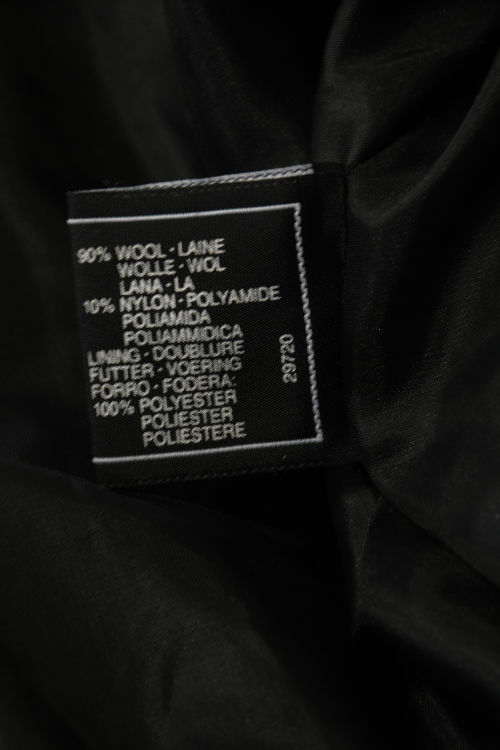 90% WOOL·LAINE
WOLLE·WOL
LANA·LA
10% NYLON·POLYAMIDE
POLIAMIDA
POLIAMMIDICA
LINING·DOUBLURE
FUTTER·VOERING
FORRO·FODERA:
100% POLYESTER
POLIESTER
POLIESTERE
29720